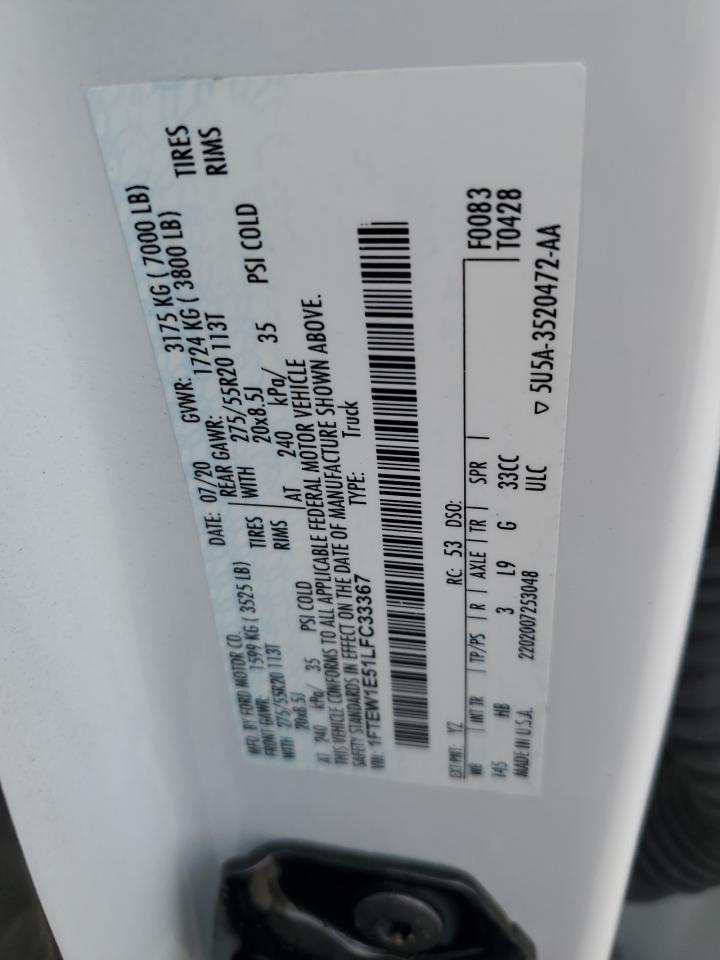 MFD. BY FORD MOTOR CO. DATE: 07/20 GVWR: 3175 KG ( 7000 LB)
FRONT GAWR: 1599 KG ( 3525 LB) REAR GAWR: 1724 KG ( 3800 LB)
WITH 275/55R20 113T TIRES WITH 275/55R20 113T TIRES
20x8.5J RIMS 20x8.5J RIMS
AT 240 kPa/ 35 PSI COLD AT 240 kPa/ 35 PSI COLD
THIS VEHICLE CONFORMS TO ALL APPLICABLE FEDERAL MOTOR VEHICLE
SAFETY STANDARDS IN EFFECT ON THE DATE OF MANUFACTURE SHOWN ABOVE.
VIN: 1FTEW1E51LFC33367 TYPE: Truck
F0083
T0428
EXT PNT: YZ RC: 53 DSO:
WB INT TR TP/PS R AXLE TR SPR
145 HB 3 L9 G 33CC
MADE IN U.S.A. 2202007253048 ULC ▽ 5U5A-3520472-AA